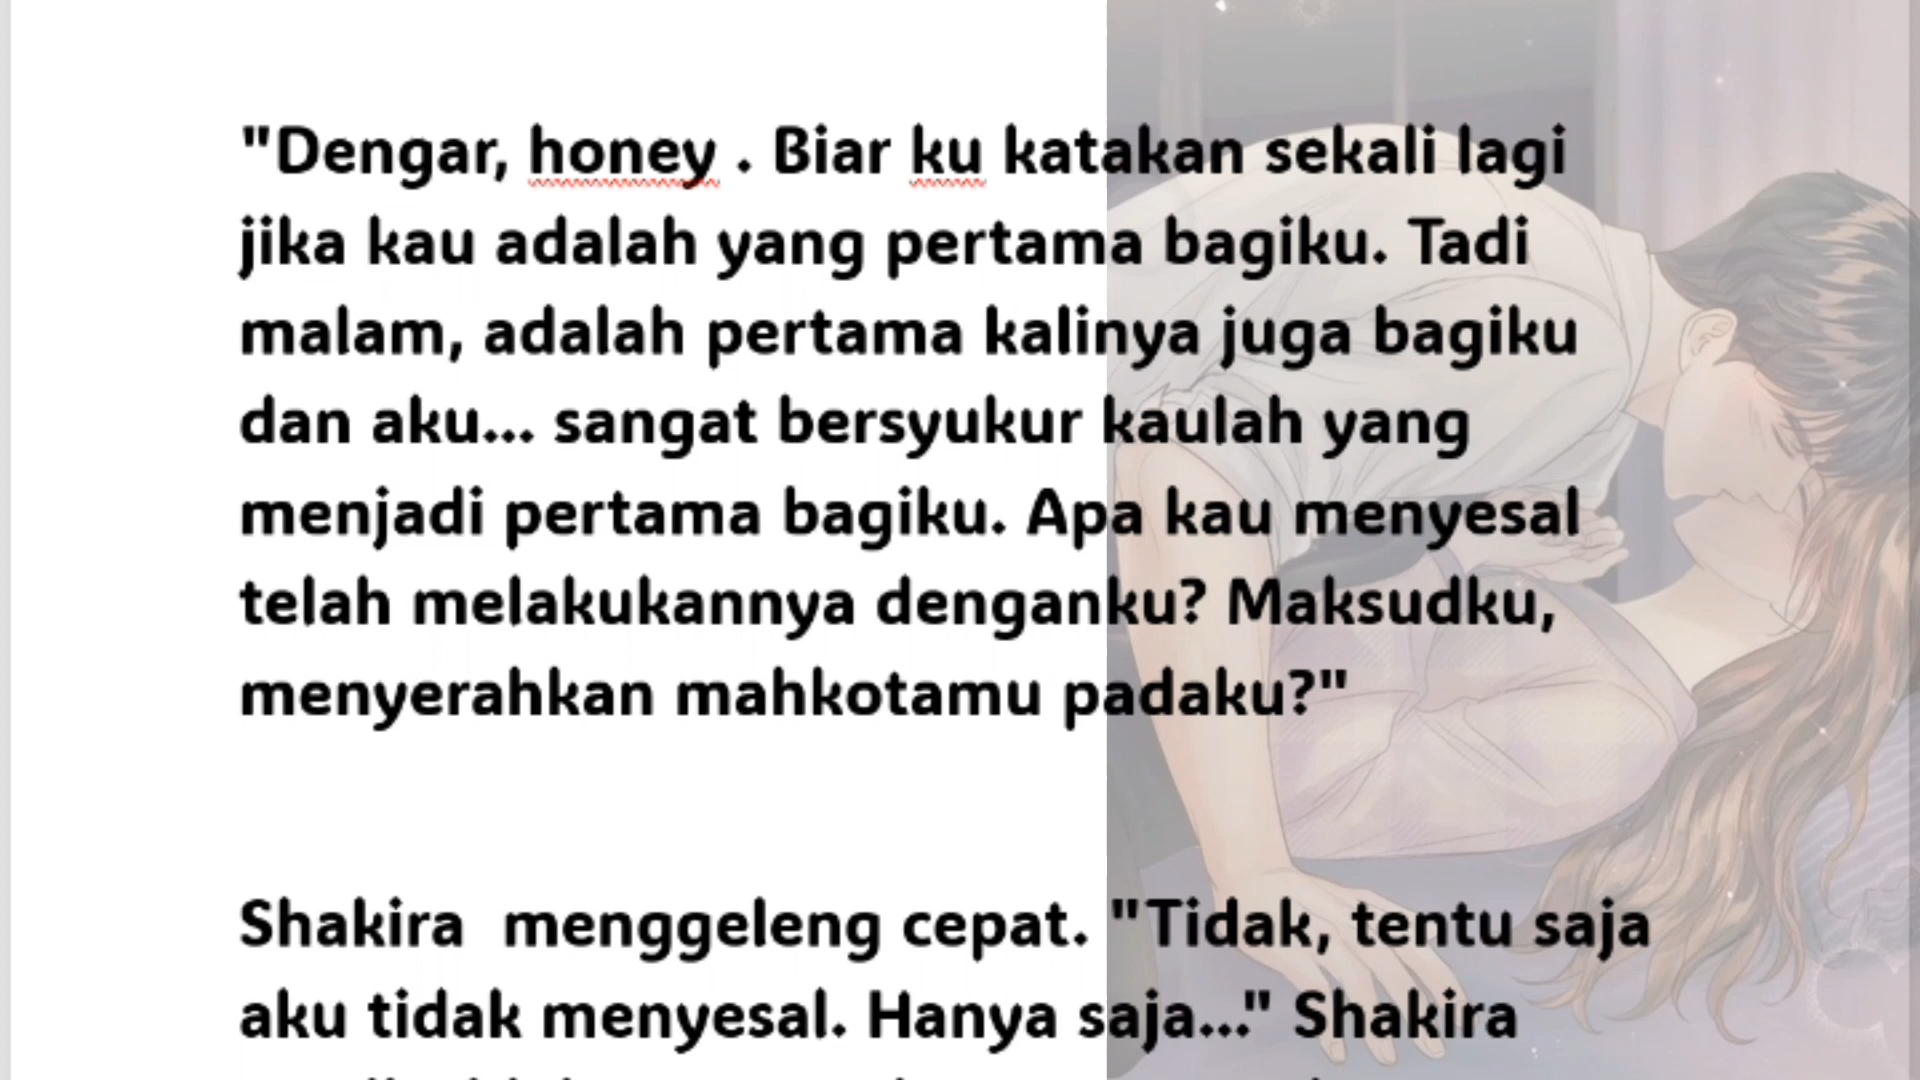 "Dengar, honey . Biar ku katakan sekali lagi
jika kau adalah yang pertama bagiku. Tadi
malam, adalah pertama kalinya juga bagiku
dan aku... sangat bersyukur kaulah yang
menjadi pertama bagiku. Apa kau menyesal
telah melakukannya denganku? Maksudku,
menyerahkan mahkotamu padaku?"
Shakira  menggeleng cepat. "Tidak, tentu saja
aku tidak menyesal. Hanya saja..." Shakira